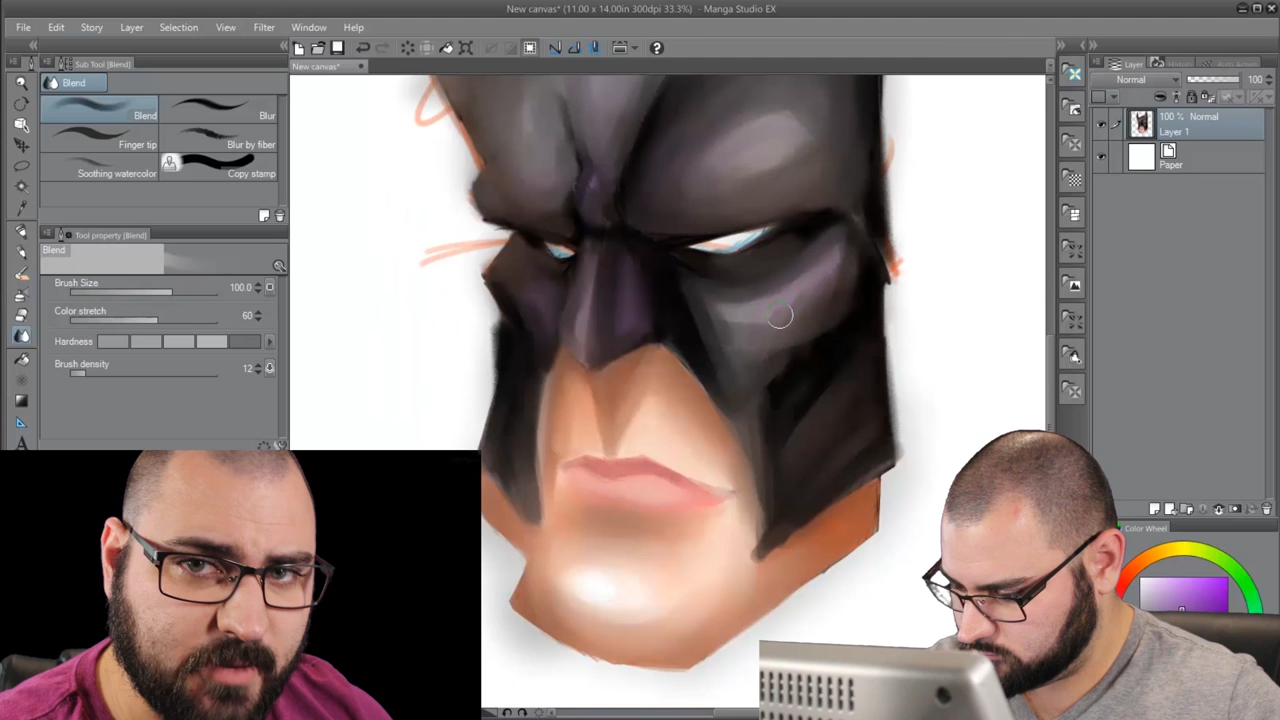 New canvas* (11.00 x 14.00in 300dpi 33.3%) - Manga Studio EX
File Edit Story Layer Selection View Filter Window Help
Sub Tool [Blend]
New canvas*
Blend
Blend Blur
Finger tip Blur by fiber
Soothing watercolor Copy stamp
Tool property [Blend]
Blend
Brush Size 100.0
Color stretch 60
Hardness
Brush density 12
Layer History Auto Action
Normal 100
100 % Normal
Layer 1
Paper
Color Wheel